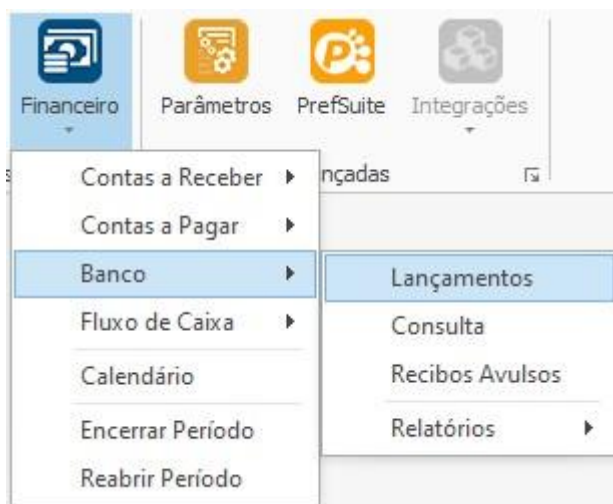 Financeiro
Parâmetros
PrefSuite
Integrações
nçadas
Contas a Receber
Contas a Pagar
Banco
Fluxo de Caixa
Calendário
Encerrar Período
Reabrir Período
Lançamentos
Consulta
Recibos Avulsos
Relatórios